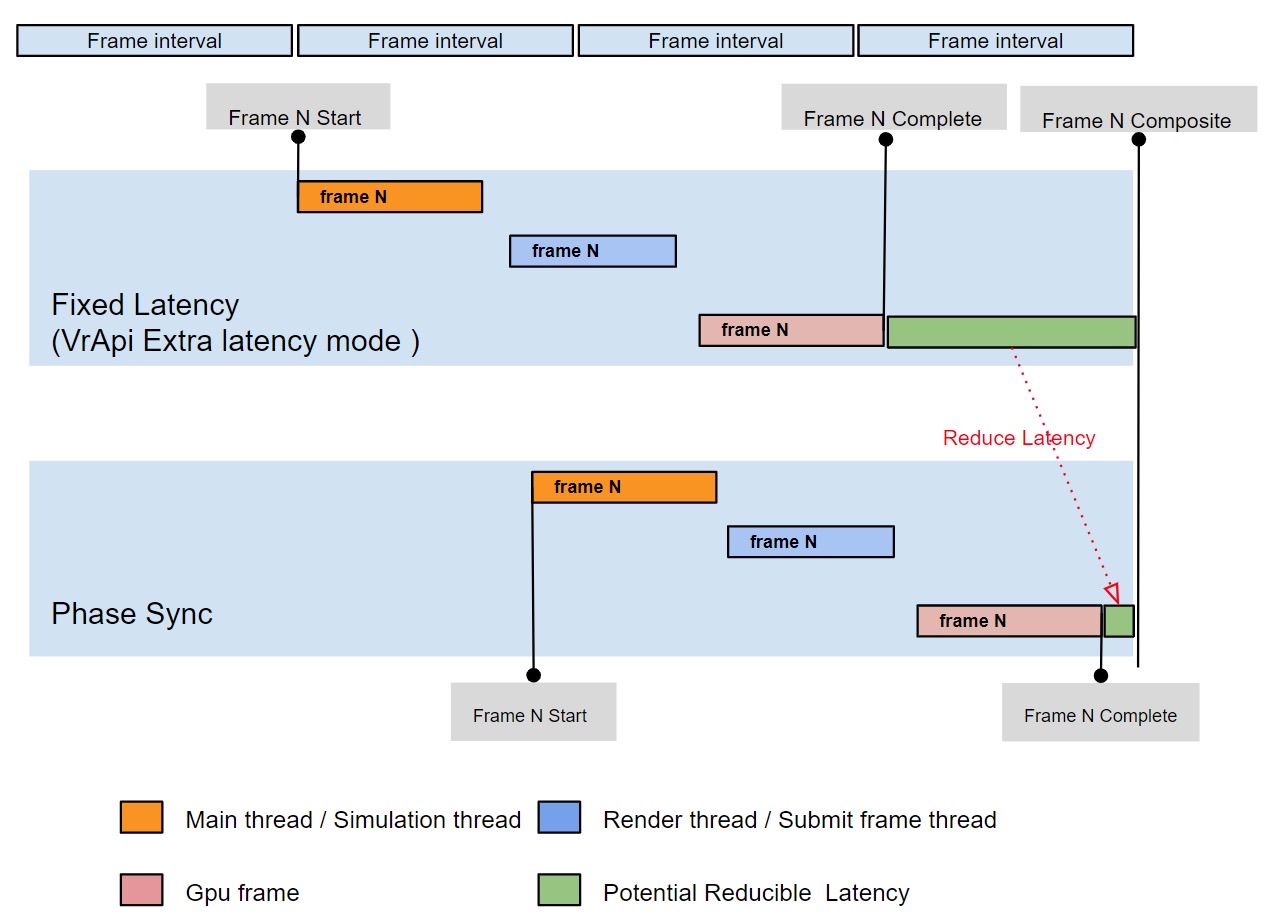 Frame interval
Frame interval
Frame interval
Frame interval
Frame N Start
Frame N Complete
Frame N Composite
frame N
frame N
Fixed Latency
(VrApi Extra latency mode )
frame N
Reduce Latency
frame N
frame N
Phase Sync
frame N
Frame N Start
Frame N Complete
Main thread / Simulation thread
Render thread / Submit frame thread
Gpu frame
Potential Reducible  Latency